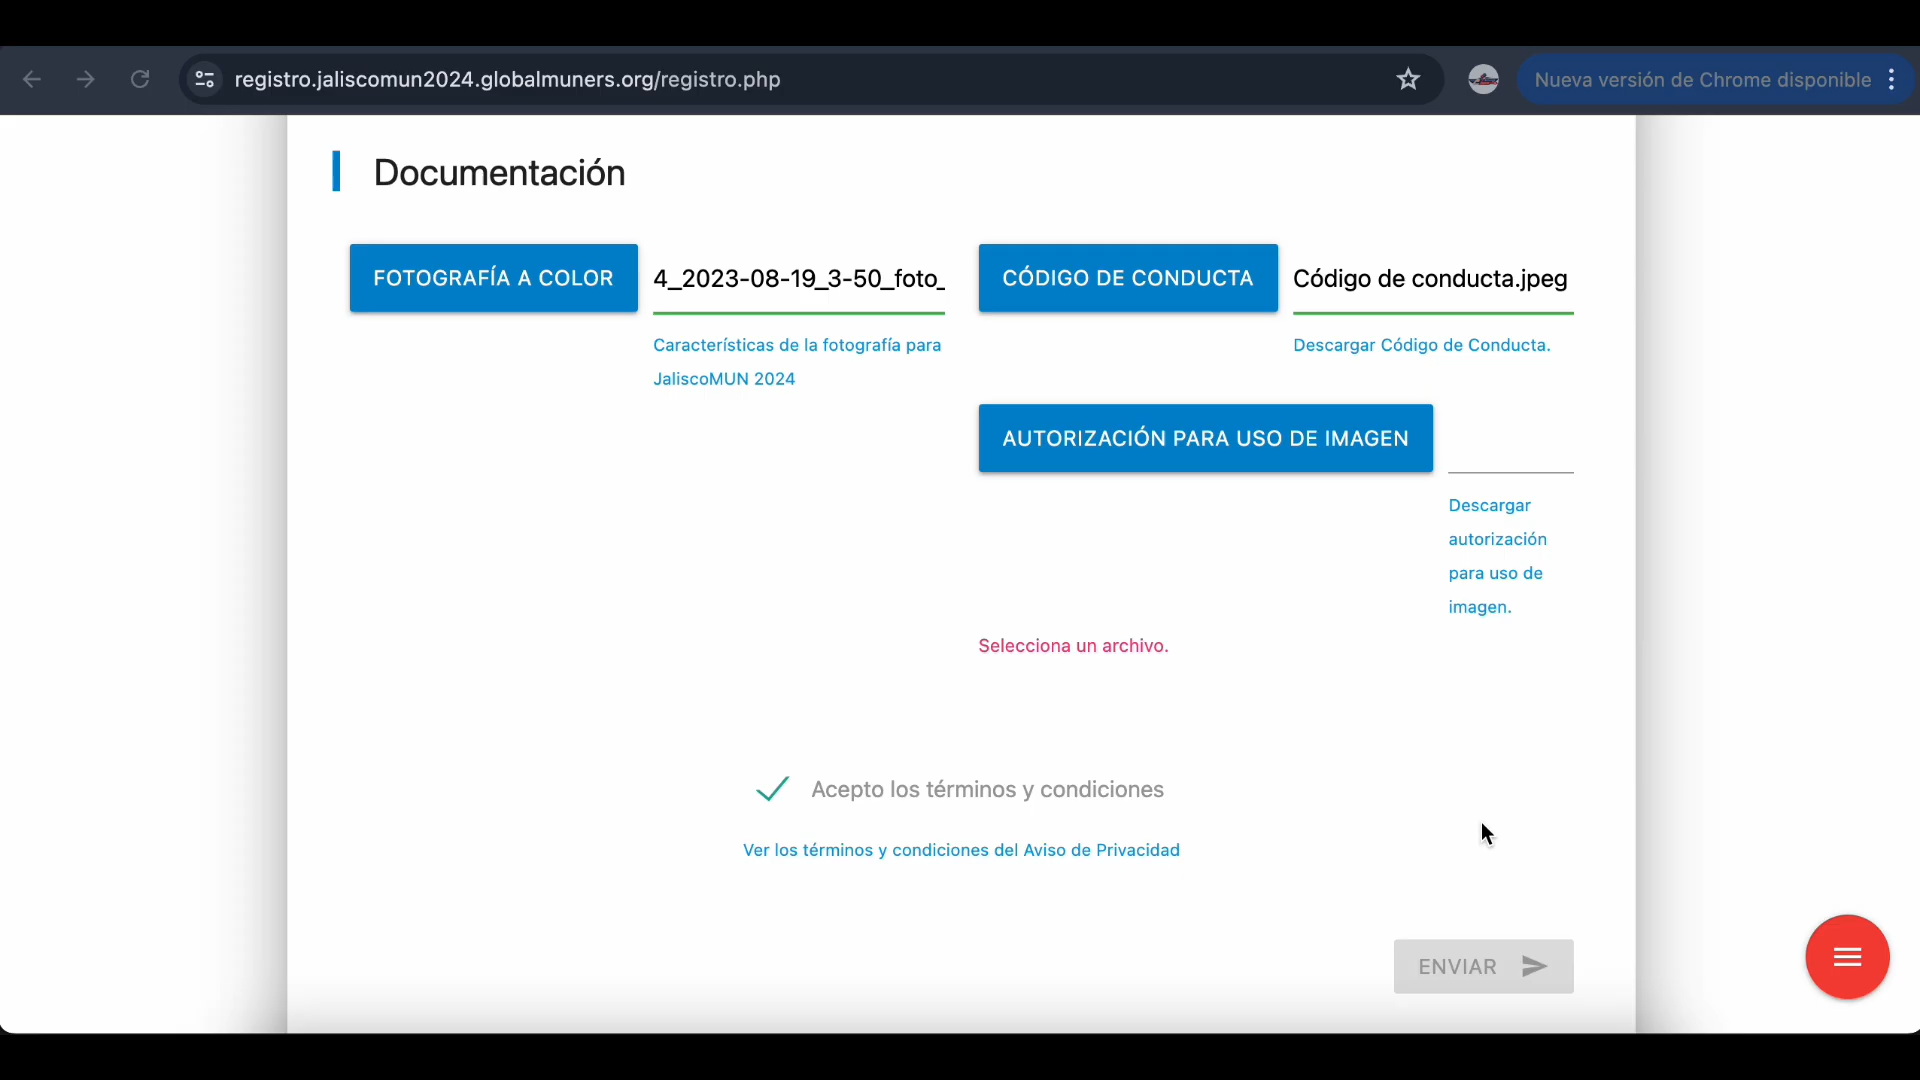 registro.jaliscomun2024.globalmuners.org/registro.php
Nueva versión de Chrome disponible
Documentación
FOTOGRAFÍA A COLOR
4_2023-08-19_3-50_foto_
Características de la fotografía para
JaliscoMUN 2024
CÓDIGO DE CONDUCTA
Código de conducta.jpeg
Descargar Código de Conducta.
AUTORIZACIÓN PARA USO DE IMAGEN
Descargar
autorización
para uso de
imagen.
Selecciona un archivo.
Acepto los términos y condiciones
Ver los términos y condiciones del Aviso de Privacidad
ENVIAR